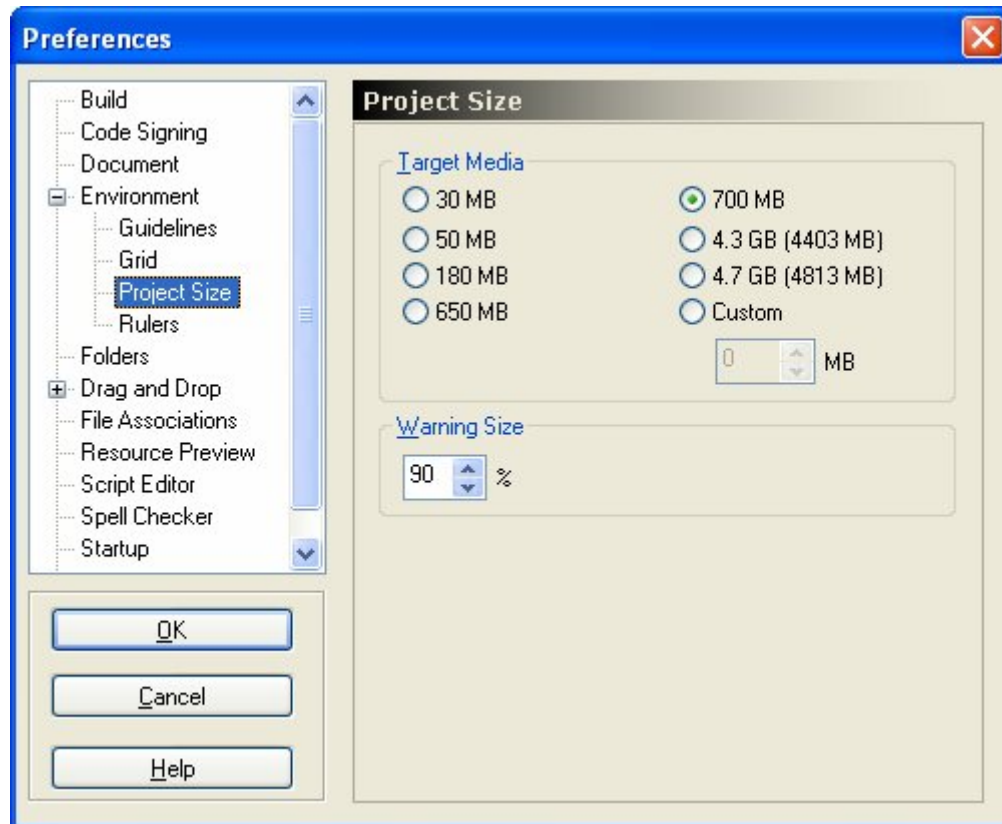 Preferences
Build
Code Signing
Document
Environment
Guidelines
Grid
Project Size
Rulers
Folders
Drag and Drop
File Associations
Resource Preview
Script Editor
Spell Checker
Startup
OK
Cancel
Help
Project Size
Target Media
30 MB
50 MB
180 MB
650 MB
700 MB
4.3 GB (4403 MB)
4.7 GB (4813 MB)
Custom
0 MB
Warning Size
90 %